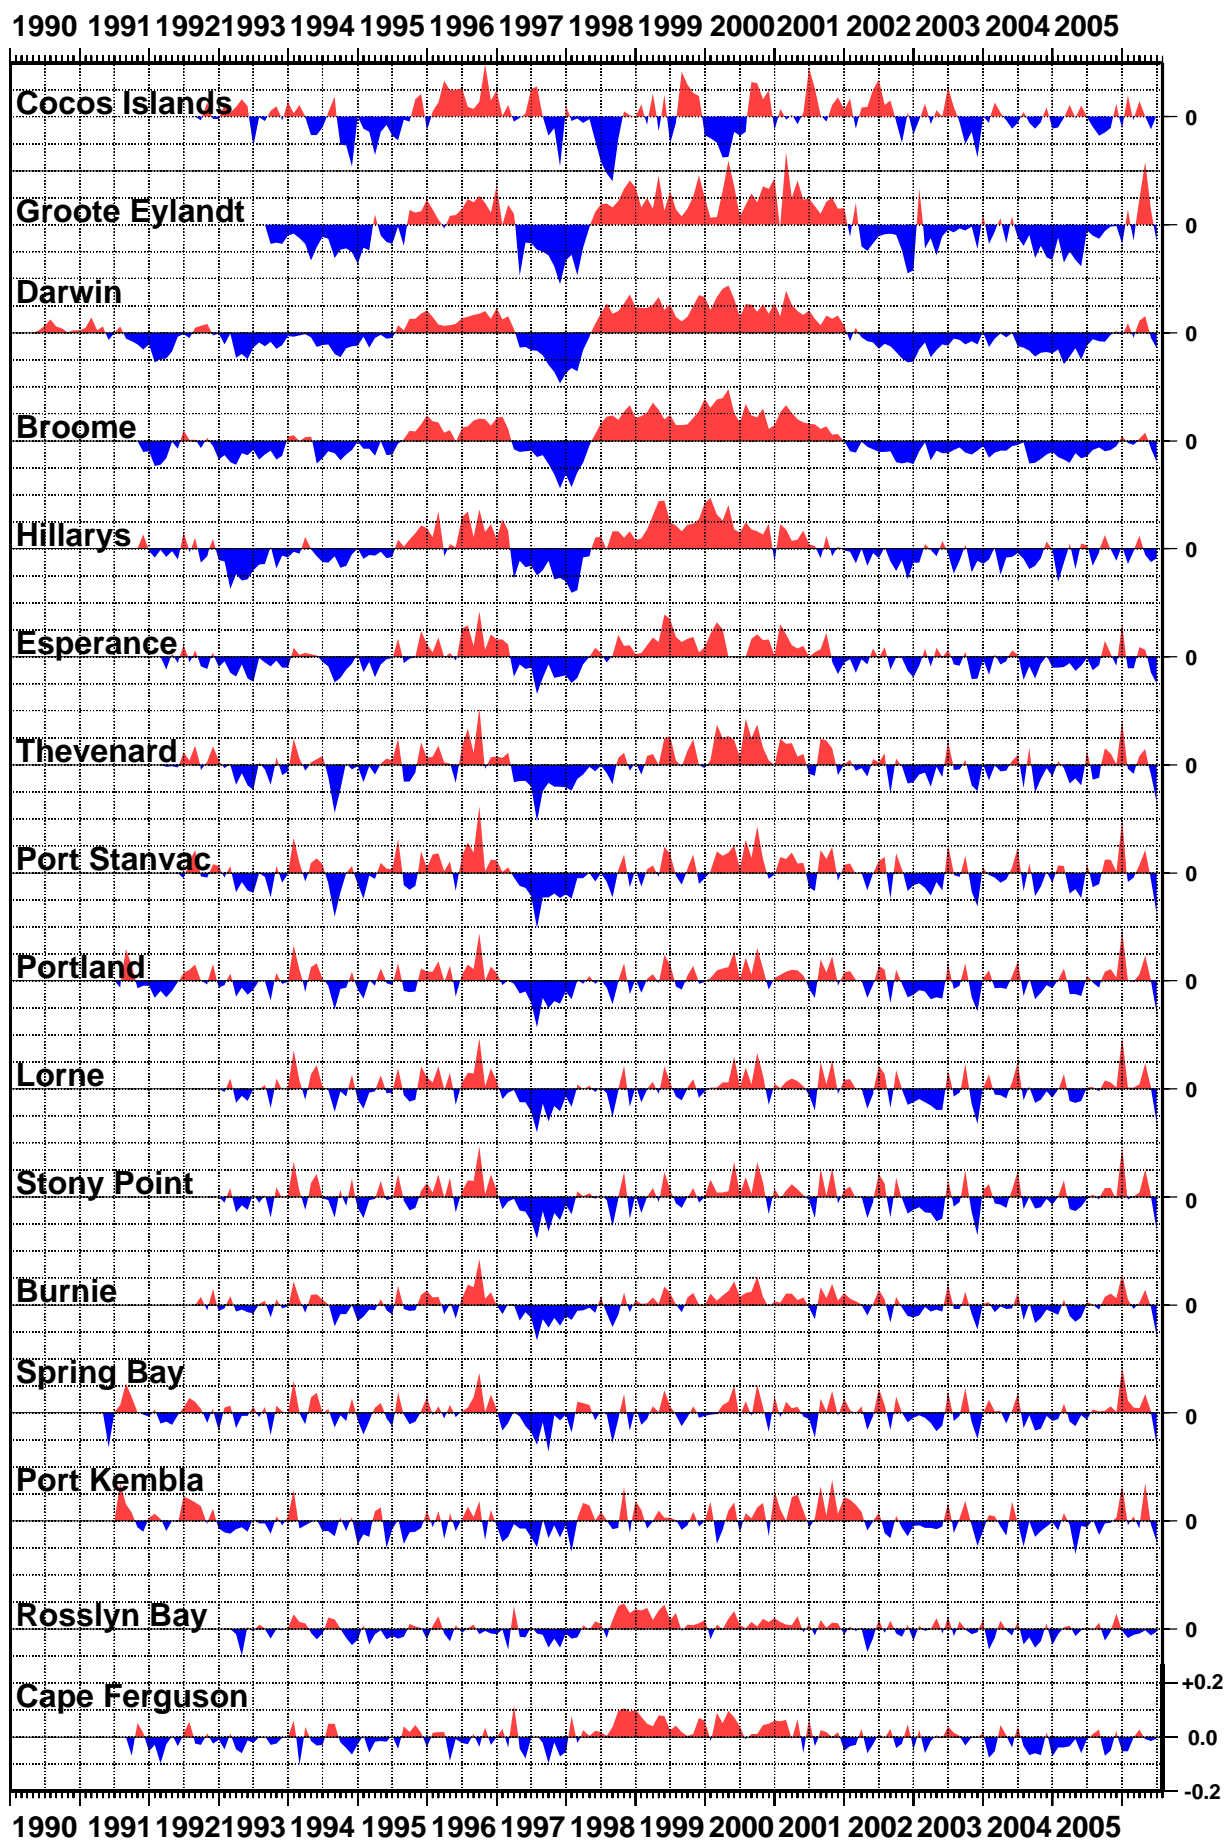 1990 1991 1992 1993 1994 1995 1996 1997 1998 1999 2000 2001 2002 2003 2004 2005
Cocos Islands 0
Groote Eylandt 0
Darwin 0
Broome 0
Hillarys 0
Esperance 0
Thevenard 0
Port Stanvac 0
Portland 0
Lorne 0
Stony Point 0
Burnie 0
Spring Bay 0
Port Kembla 0
Rosslyn Bay 0
+0.2
Cape Ferguson 0.0
-0.2
1990 1991 1992 1993 1994 1995 1996 1997 1998 1999 2000 2001 2002 2003 2004 2005